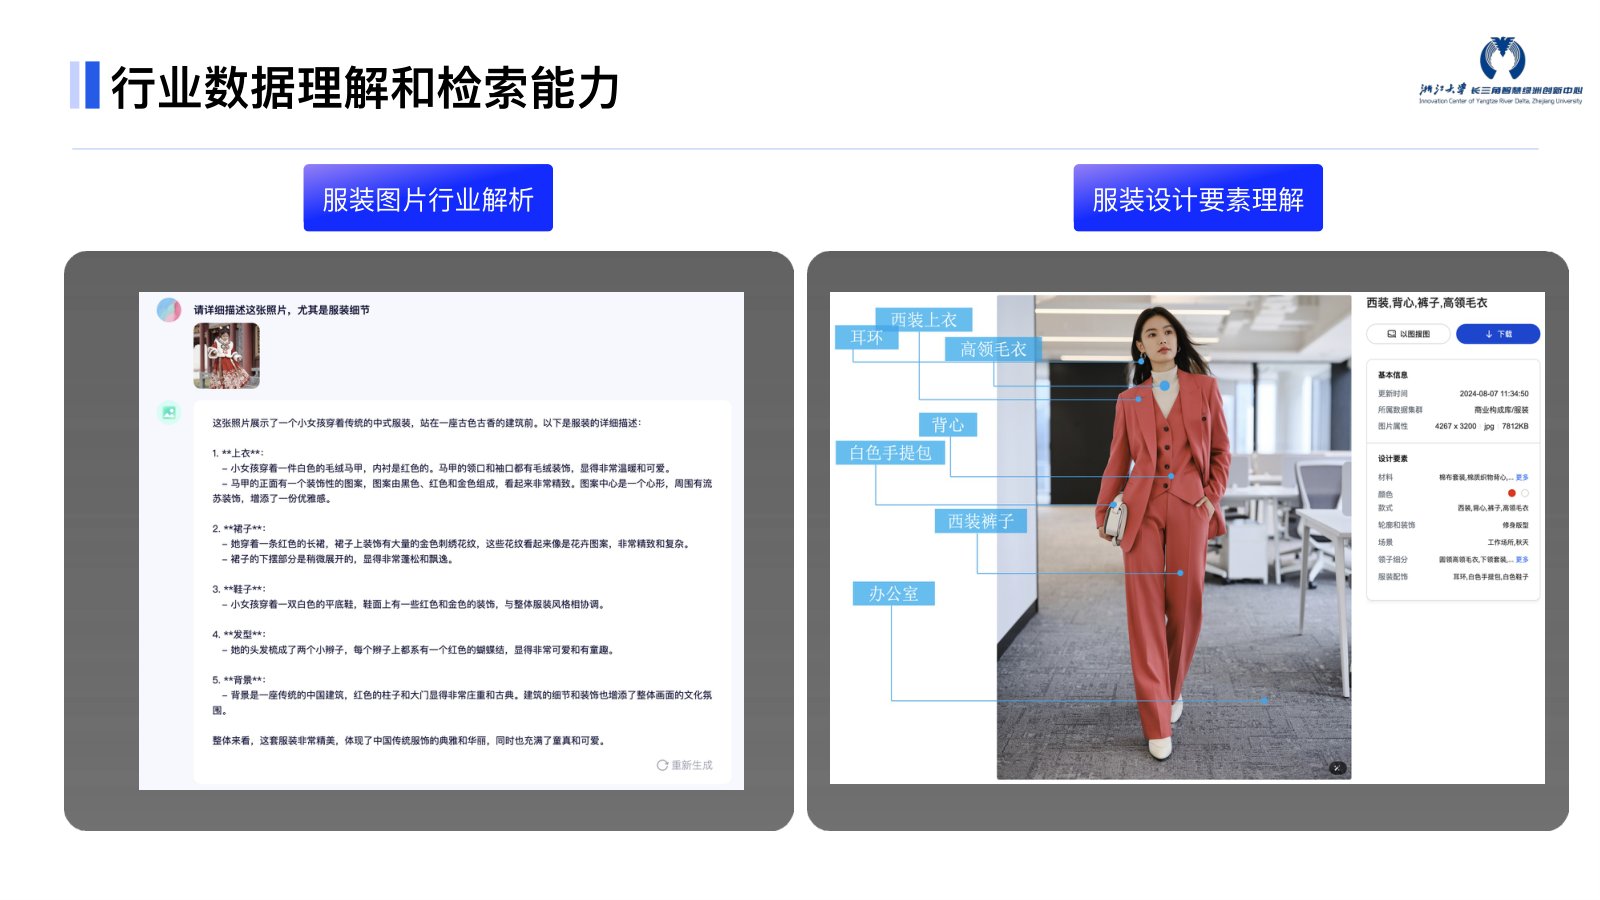 行业数据理解和检索能力
浙江大学 长三角智慧绿洲创新中心
Innovation Center of Yangtze River Delta, Zhejiang University
服装图片行业解析
服装设计要素理解
请详细描述这张照片，尤其是服装细节
这张照片展示了一个小女孩穿着传统的中式服装，站在一座古色古香的建筑前。以下是服装的详细描述：
1. **上衣**：
– 小女孩穿着一件白色的毛绒马甲，内衬是红色的。马甲的领口和袖口都有毛绒装饰，显得非常温暖和可爱。
– 马甲的正面有一个装饰性的图案，图案由黑色、红色和金色组成，看起来非常精致。图案中心是一个心形，周围有流
苏装饰，增添了一份优雅感。
2. **裙子**：
– 她穿着一条红色的长裙，裙子上装饰有大量的金色刺绣花纹，这些花纹看起来像是花卉图案，非常精致和复杂。
– 裙子的下摆部分是稍微展开的，显得非常蓬松和飘逸。
3. **鞋子**：
– 小女孩穿着一双白色的平底鞋，鞋面上有一些红色和金色的装饰，与整体服装风格相协调。
4. **发型**：
– 她的头发梳成了两个小辫子，每个辫子上都系有一个红色的蝴蝶结，显得非常可爱和有童趣。
5. **背景**：
– 背景是一座传统的中国建筑，红色的柱子和大门显得非常庄重和古典。建筑的细节和装饰也增添了整体画面的文化氛
围。
整体来看，这套服装非常精美，体现了中国传统服饰的典雅和华丽，同时也充满了童真和可爱。
重新生成
西装上衣
耳环
高领毛衣
背心
白色手提包
西装裤子
办公室
西装,背心,裤子,高领毛衣
以图搜图
下载
基本信息
更新时间 2024-08-07 11:34:50
所属数据集群 商业构成库/服装
图片属性 4267 x 3200 jpg 7812KB
设计要素
材料 棉布套装,棉质织物背心,... 更多
颜色
款式 西装,背心,裤子,高领毛衣
轮廓和装饰 修身版型
场景 工作场所,秋天
领子细分 圆领高领毛衣,下领套装,... 更多
服装配饰 耳环,白色手提包,白色鞋子